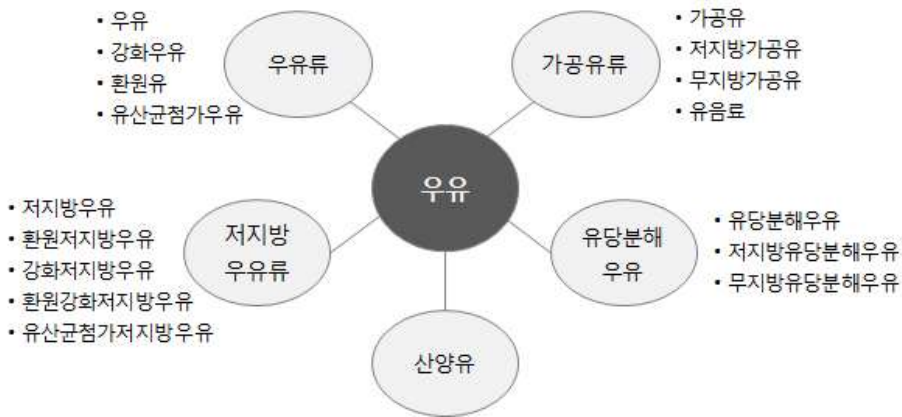 • 우유
• 강화우유
• 환원유
• 유산균첨가우유
우유류
가공유류
• 가공유
• 저지방가공유
• 무지방가공유
• 유음료
우유
• 저지방우유
• 환원저지방우유
• 강화저지방우유
• 환원강화저지방우유
• 유산균첨가저지방우유
저지방
우유류
유당분해
우유
• 유당분해우유
• 저지방유당분해우유
• 무지방유당분해우유
산양유